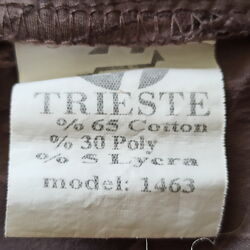 TRIESTE
% 65 Cotton
% 30 Poly
% 5 Lycra
model: 1463